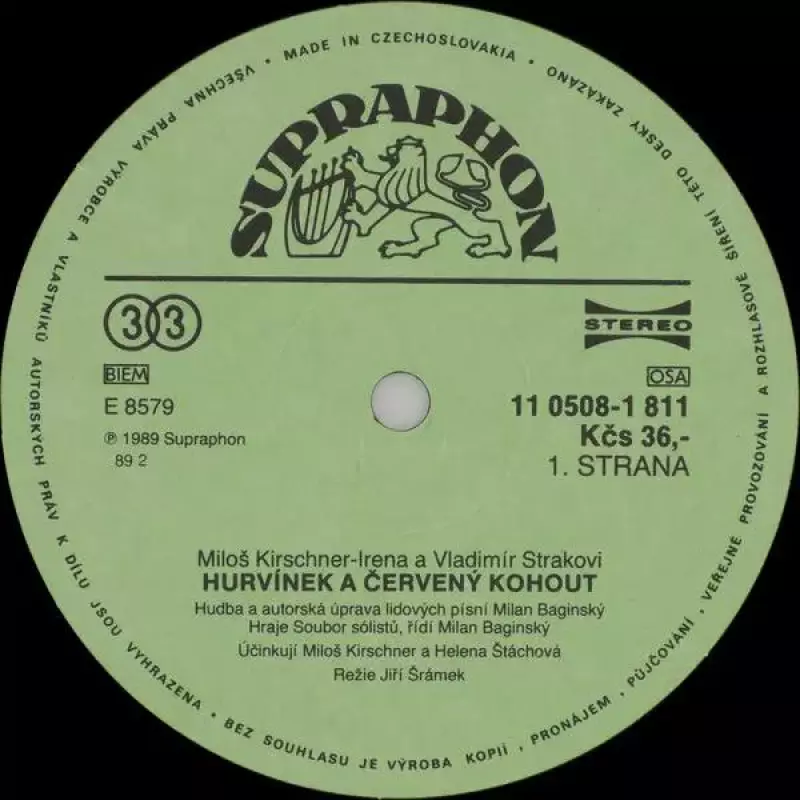 MADE IN CZECHOSLOVAKIA
VŠECHNA PRÁVA VÝROBCE A VLASTNÍKŮ AUTORSKÝCH PRÁV K DÍLU JSOU VYHRAZENA • BEZ SOUHLASU JE VÝROBA KOPIÍ , PRONÁJEM , PŮJČOVÁNÍ , VEŘEJNÉ PROVOZOVÁNÍ A ROZHLASOVÉ ŠÍŘENÍ TÉTO DESKY ZAKÁZÁNO •
SUPRAPHON
33
STEREO
BIEM
OSA
E 8579
11 0508-1 811
℗ 1989 Supraphon
Kčs 36,-
89 2
1. STRANA
Miloš Kirschner-Irena a Vladimír Strakovi
HURVÍNEK A ČERVENÝ KOHOUT
Hudba a autorská úprava lidových písní Milan Baginský
Hraje Soubor sólistů, řídí Milan Baginský
Účinkují Miloš Kirschner a Helena Štáchová
Režie Jiří Šrámek